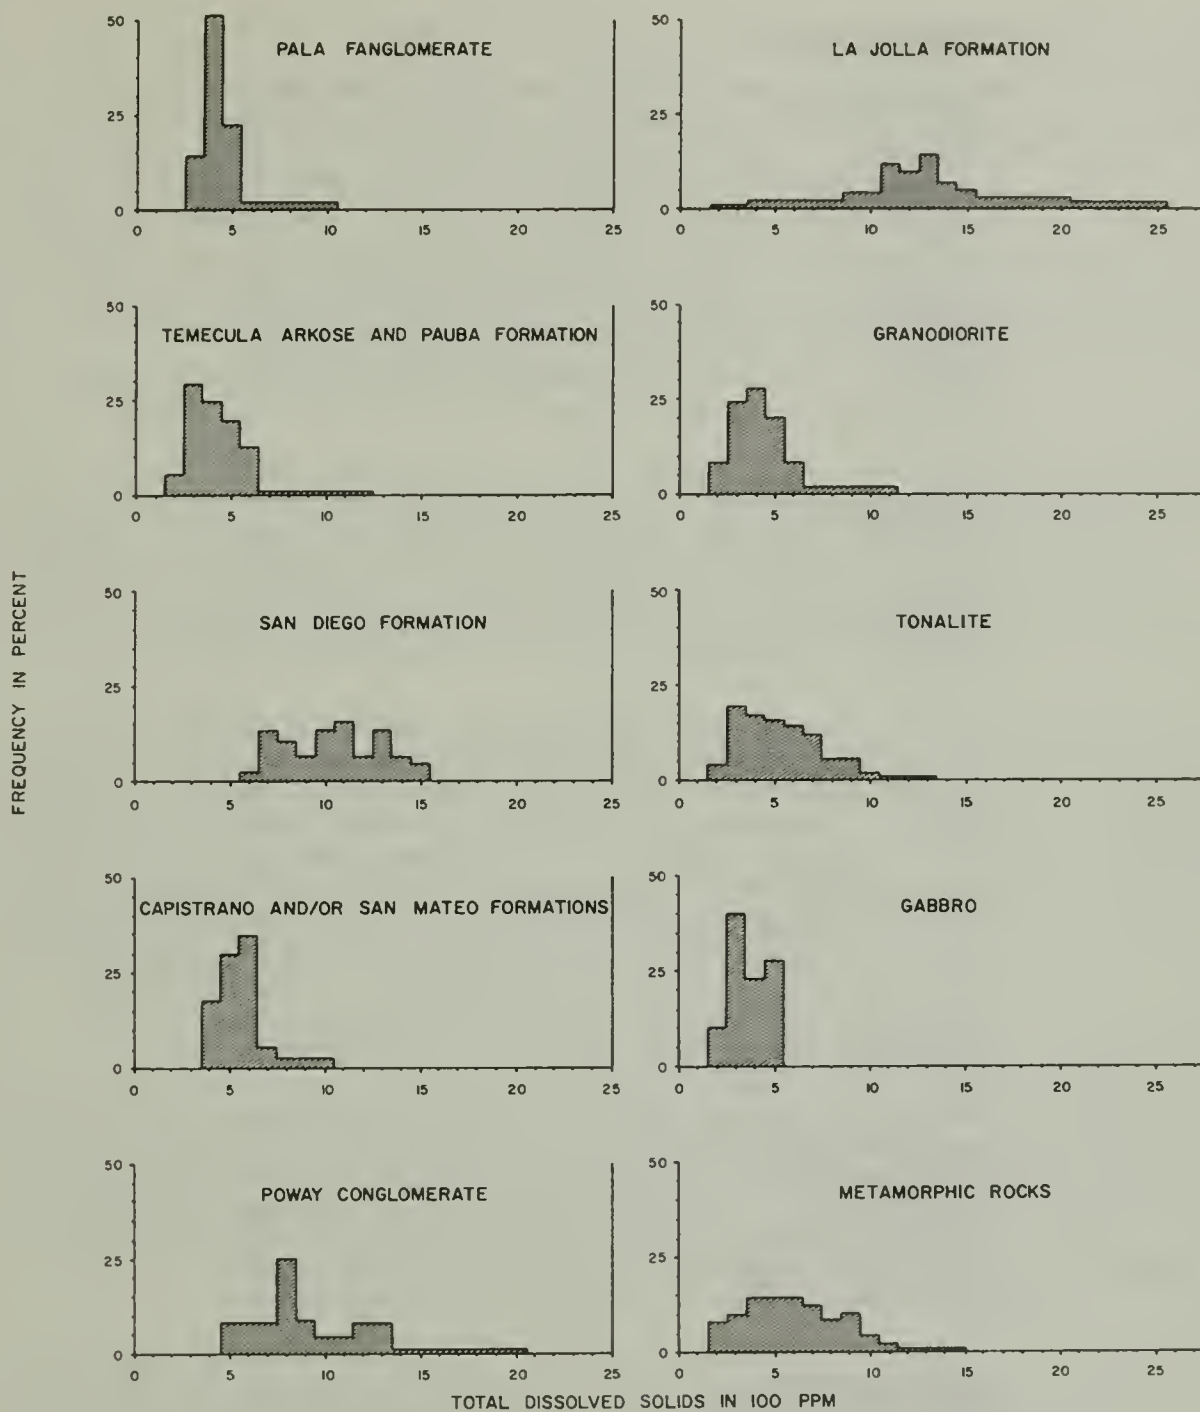 PALA FANGLOMERATE
50
25
0
0 5 10 15 20 25
LA JOLLA FORMATION
50
25
0
0 5 10 15 20 25
TEMECULA ARKOSE AND PAUBA FORMATION
50
25
0
0 5 10 15 20 25
GRANODIORITE
50
25
0
0 5 10 15 20 25
SAN DIEGO FORMATION
50
25
0
0 5 10 15 20 25
TONALITE
50
25
0
0 5 10 15 20 25
CAPISTRANO AND/OR SAN MATEO FORMATIONS
50
25
0
0 5 10 15 20 25
GABBRO
50
25
0
0 5 10 15 20 25
POWAY CONGLOMERATE
50
25
0
0 5 10 15 20 25
METAMORPHIC ROCKS
50
25
0
0 5 10 15 20 25
FREQUENCY IN PERCENT
TOTAL DISSOLVED SOLIDS IN 100 PPM